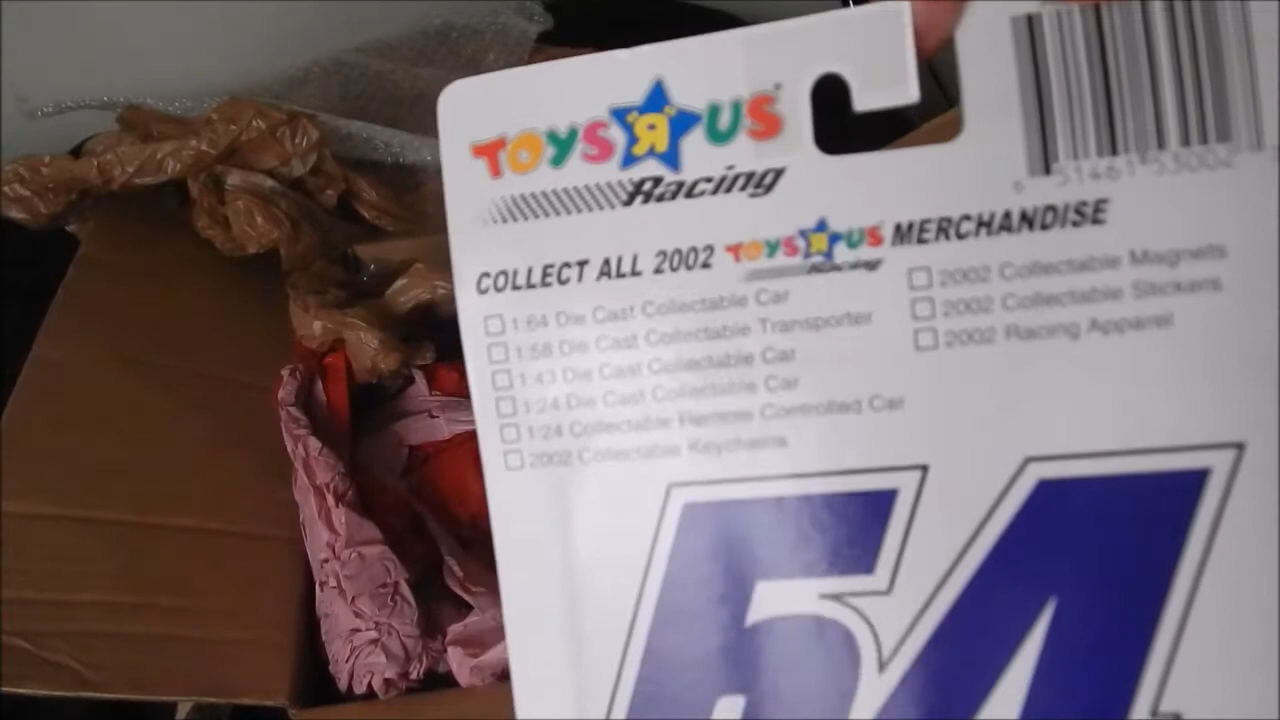 TOYS R US
Racing
COLLECT ALL 2002 TOYS R US Racing MERCHANDISE
1:64 Die Cast Collectable Car
1:58 Die Cast Collectable Transporter
1:43 Die Cast Collectable Car
1:24 Die Cast Collectable Car
1:24 Collectable Remote Controlled Car
2002 Collectable Keychains
2002 Collectable Magnets
2002 Collectable Stickers
2002 Racing Apparel
64